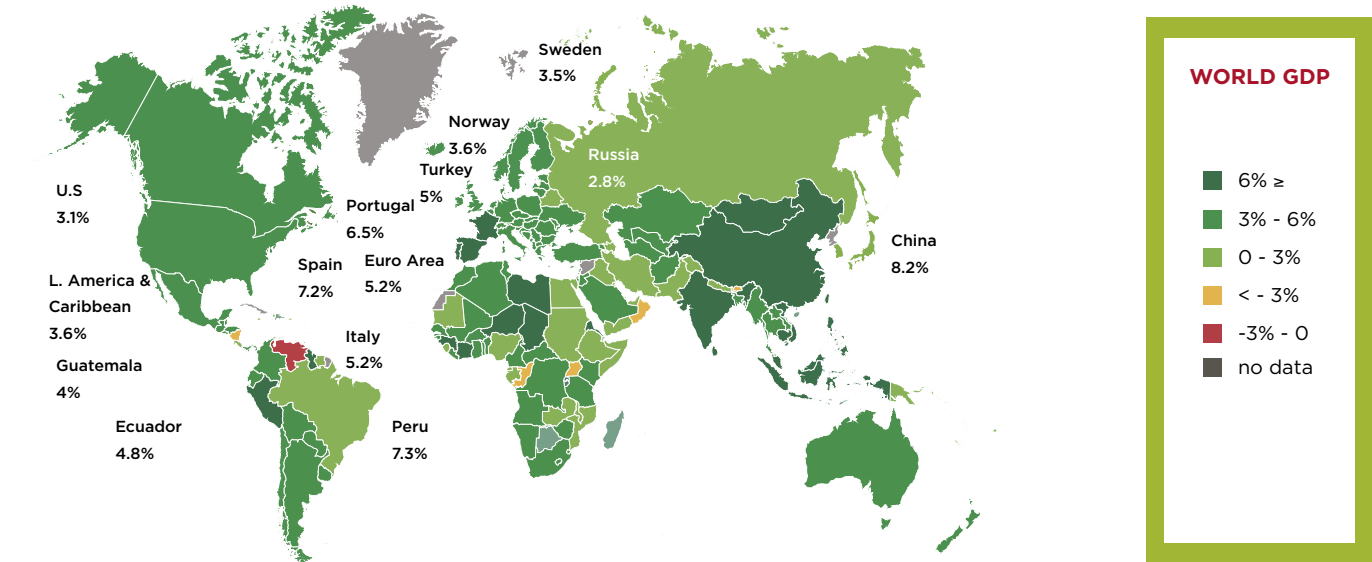 Sweden
3.5%
Norway
3.6%
Turkey
5%
Russia
2.8%
U.S
3.1%
Portugal
6.5%
China
8.2%
Spain
7.2%
Euro Area
5.2%
L. America &
Caribbean
3.6%
Italy
5.2%
Guatemala
4%
Ecuador
4.8%
Peru
7.3%
WORLD GDP
6% ≥
3% - 6%
0 - 3%
< - 3%
-3% - 0
no data